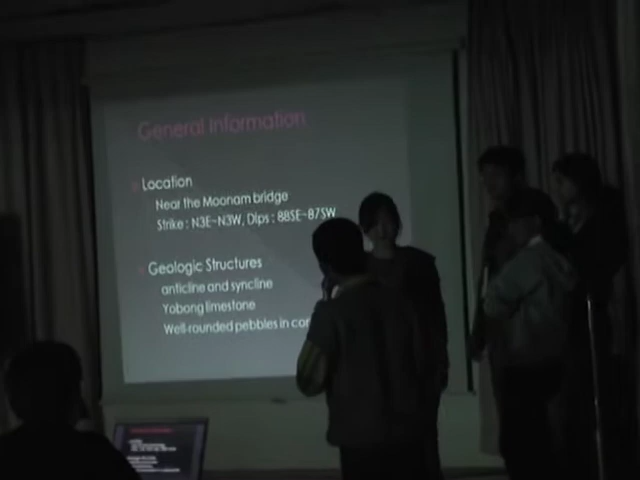 General Information
Location
Near the Moonam bridge
Strike : N3E~N3W, Dips : 88SE~87SW
Geologic Structures
anticline and syncline
Yobong limestone
Well-rounded pebbles in